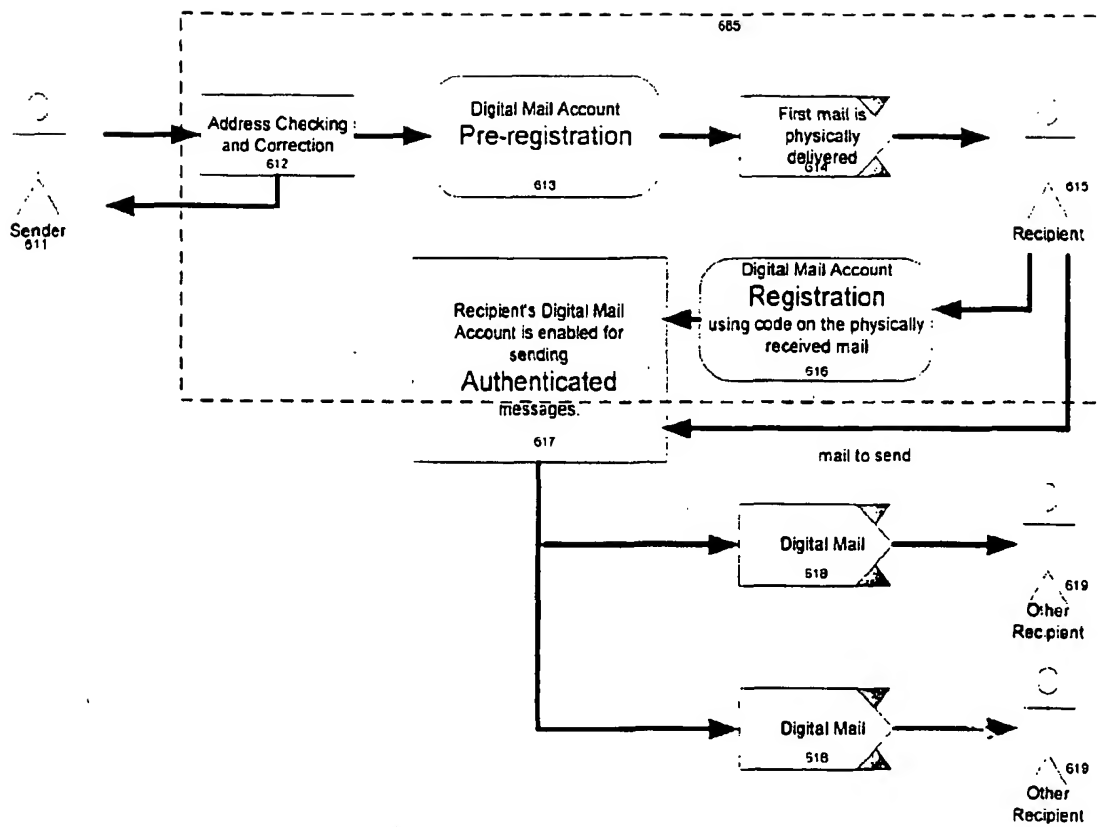 685
Address Checking
and Correction
612
Digital Mail Account
Pre-registration
613
First mail is
physically
delivered
614
Sender
611
615
Recipient
Recipient's Digital Mail
Account is enabled for
sending
Authenticated
messages.
617
Digital Mail Account
Registration
using code on the physically
received mail
616
mail to send
Digital Mail
618
619
Other
Recipient
Digital Mail
618
619
Other
Recipient